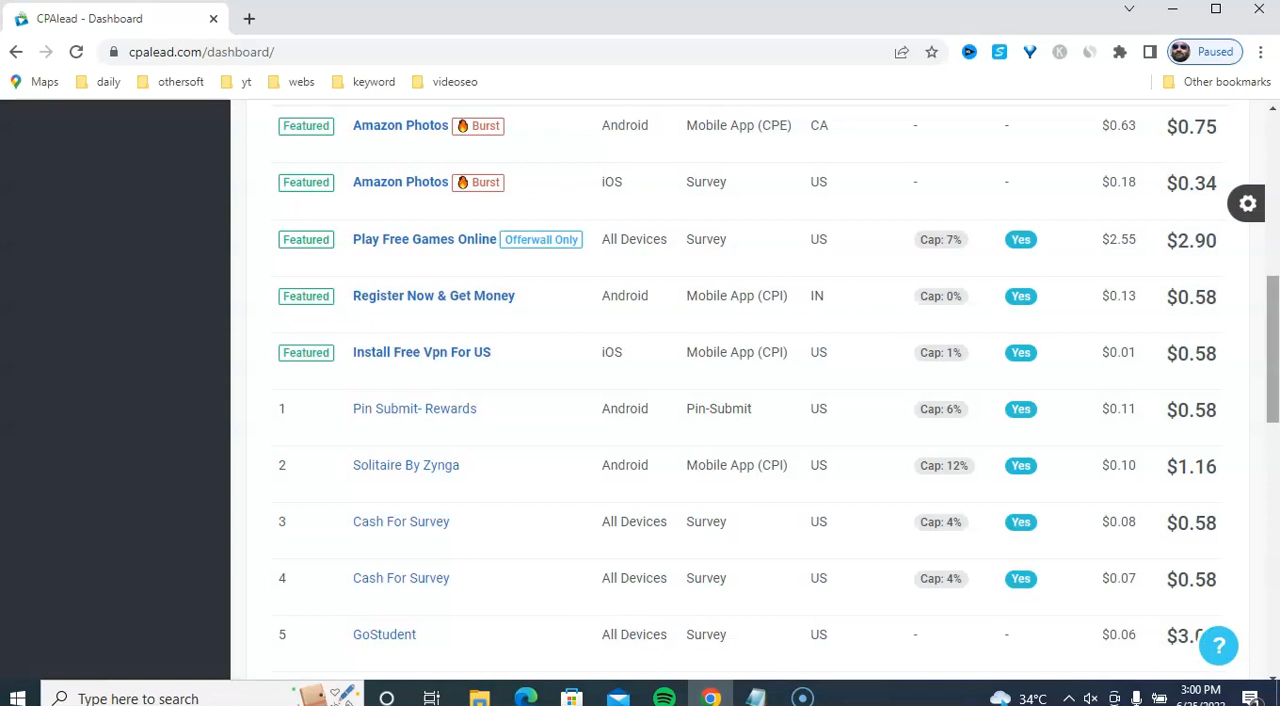 CPAlead - Dashboard
cpalead.com/dashboard/
Paused
Maps daily othersoft yt webs keyword videoseo Other bookmarks
Featured Amazon Photos Burst Android Mobile App (CPE) CA - - $0.63 $0.75
Featured Amazon Photos Burst iOS Survey US - - $0.18 $0.34
Featured Play Free Games Online Offerwall Only All Devices Survey US Cap: 7% Yes $2.55 $2.90
Featured Register Now & Get Money Android Mobile App (CPI) IN Cap: 0% Yes $0.13 $0.58
Featured Install Free Vpn For US iOS Mobile App (CPI) US Cap: 1% Yes $0.01 $0.58
1 Pin Submit- Rewards Android Pin-Submit US Cap: 6% Yes $0.11 $0.58
2 Solitaire By Zynga Android Mobile App (CPI) US Cap: 12% Yes $0.10 $1.16
3 Cash For Survey All Devices Survey US Cap: 4% Yes $0.08 $0.58
4 Cash For Survey All Devices Survey US Cap: 4% Yes $0.07 $0.58
5 GoStudent All Devices Survey US - - $0.06
?
Type here to search 34°C 3:00 PM